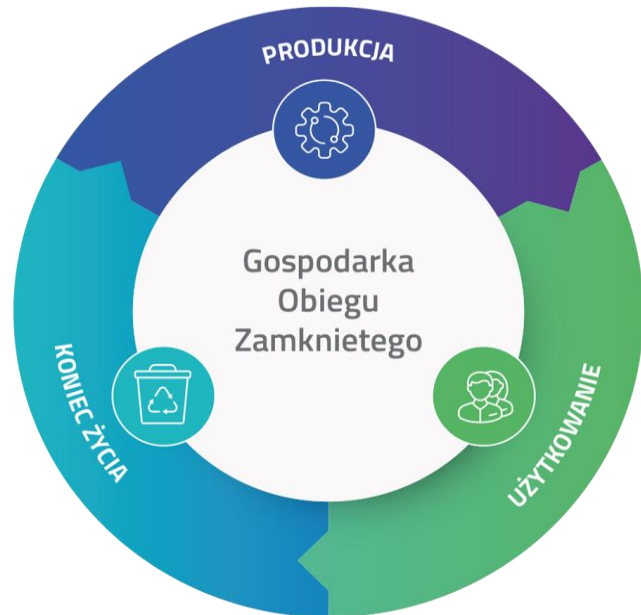 PRODUKCJA
Gospodarka
Obiegu
Zamknietego
KONIEC ŻYCIA
UŻYTKOWANIE